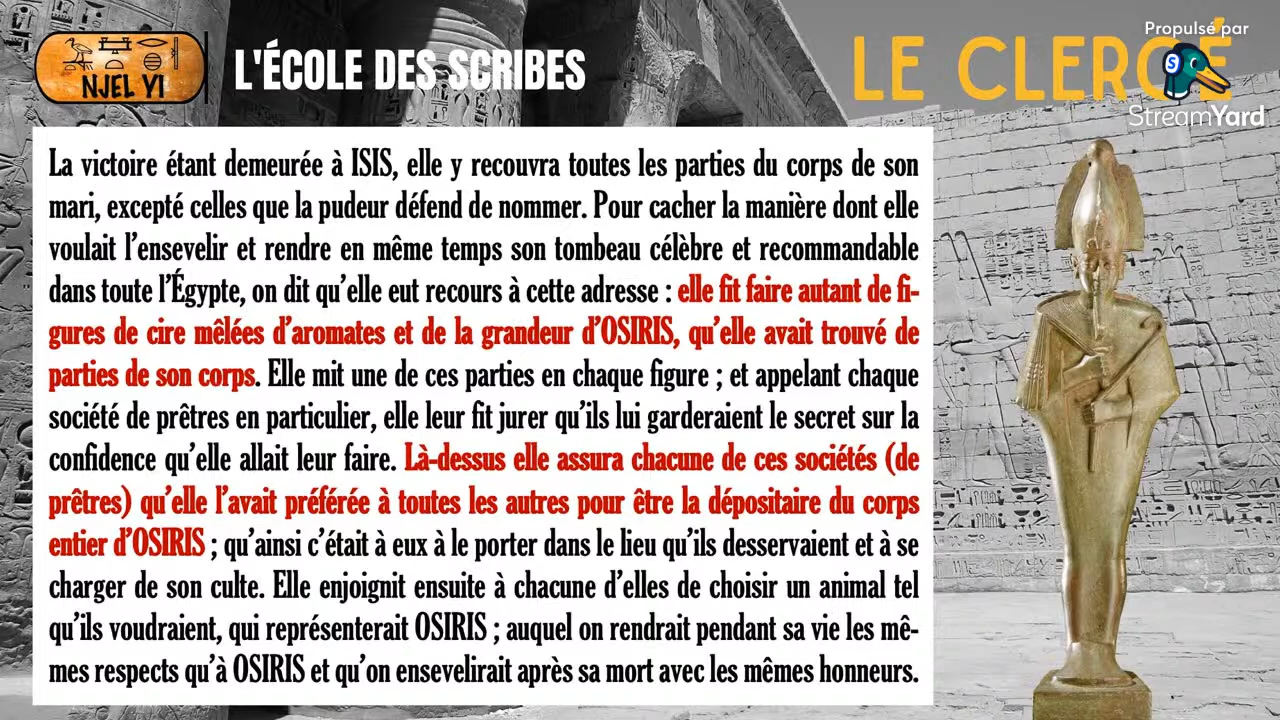 Propulsé par
NJEL YI
L'ÉCOLE DES SCRIBES
LE CLERGÉ
StreamYard
La victoire étant demeurée à ISIS, elle y recouvra toutes les parties du corps de son
mari, excepté celles que la pudeur défend de nommer. Pour cacher la manière dont elle
voulait l’ensevelir et rendre en même temps son tombeau célèbre et recommandable
dans toute l’Égypte, on dit qu’elle eut recours à cette adresse : elle fit faire autant de fi-
gures de cire mêlées d’aromates et de la grandeur d’OSIRIS, qu’elle avait trouvé de
parties de son corps. Elle mit une de ces parties en chaque figure ; et appelant chaque
société de prêtres en particulier, elle leur fit jurer qu’ils lui garderaient le secret sur la
confidence qu’elle allait leur faire. Là-dessus elle assura chacune de ces sociétés (de
prêtres) qu’elle l’avait préférée à toutes les autres pour être la dépositaire du corps
entier d’OSIRIS ; qu’ainsi c’était à eux à le porter dans le lieu qu’ils desservaient et à se
charger de son culte. Elle enjoignit ensuite à chacune d’elles de choisir un animal tel
qu’ils voudraient, qui représenterait OSIRIS ; auquel on rendrait pendant sa vie les mê-
mes respects qu’à OSIRIS et qu’on ensevelirait après sa mort avec les mêmes honneurs.